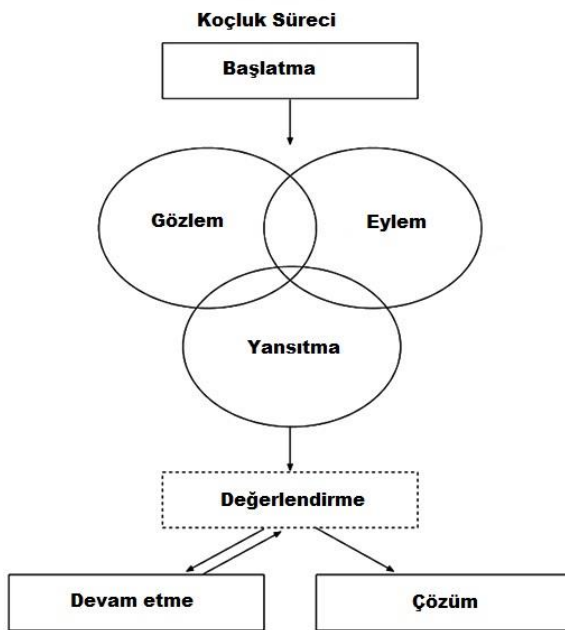 Koçluk Süreci
Başlatma
Gözlem
Eylem
Yansıtma
Değerlendirme
Devam etme
Çözüm